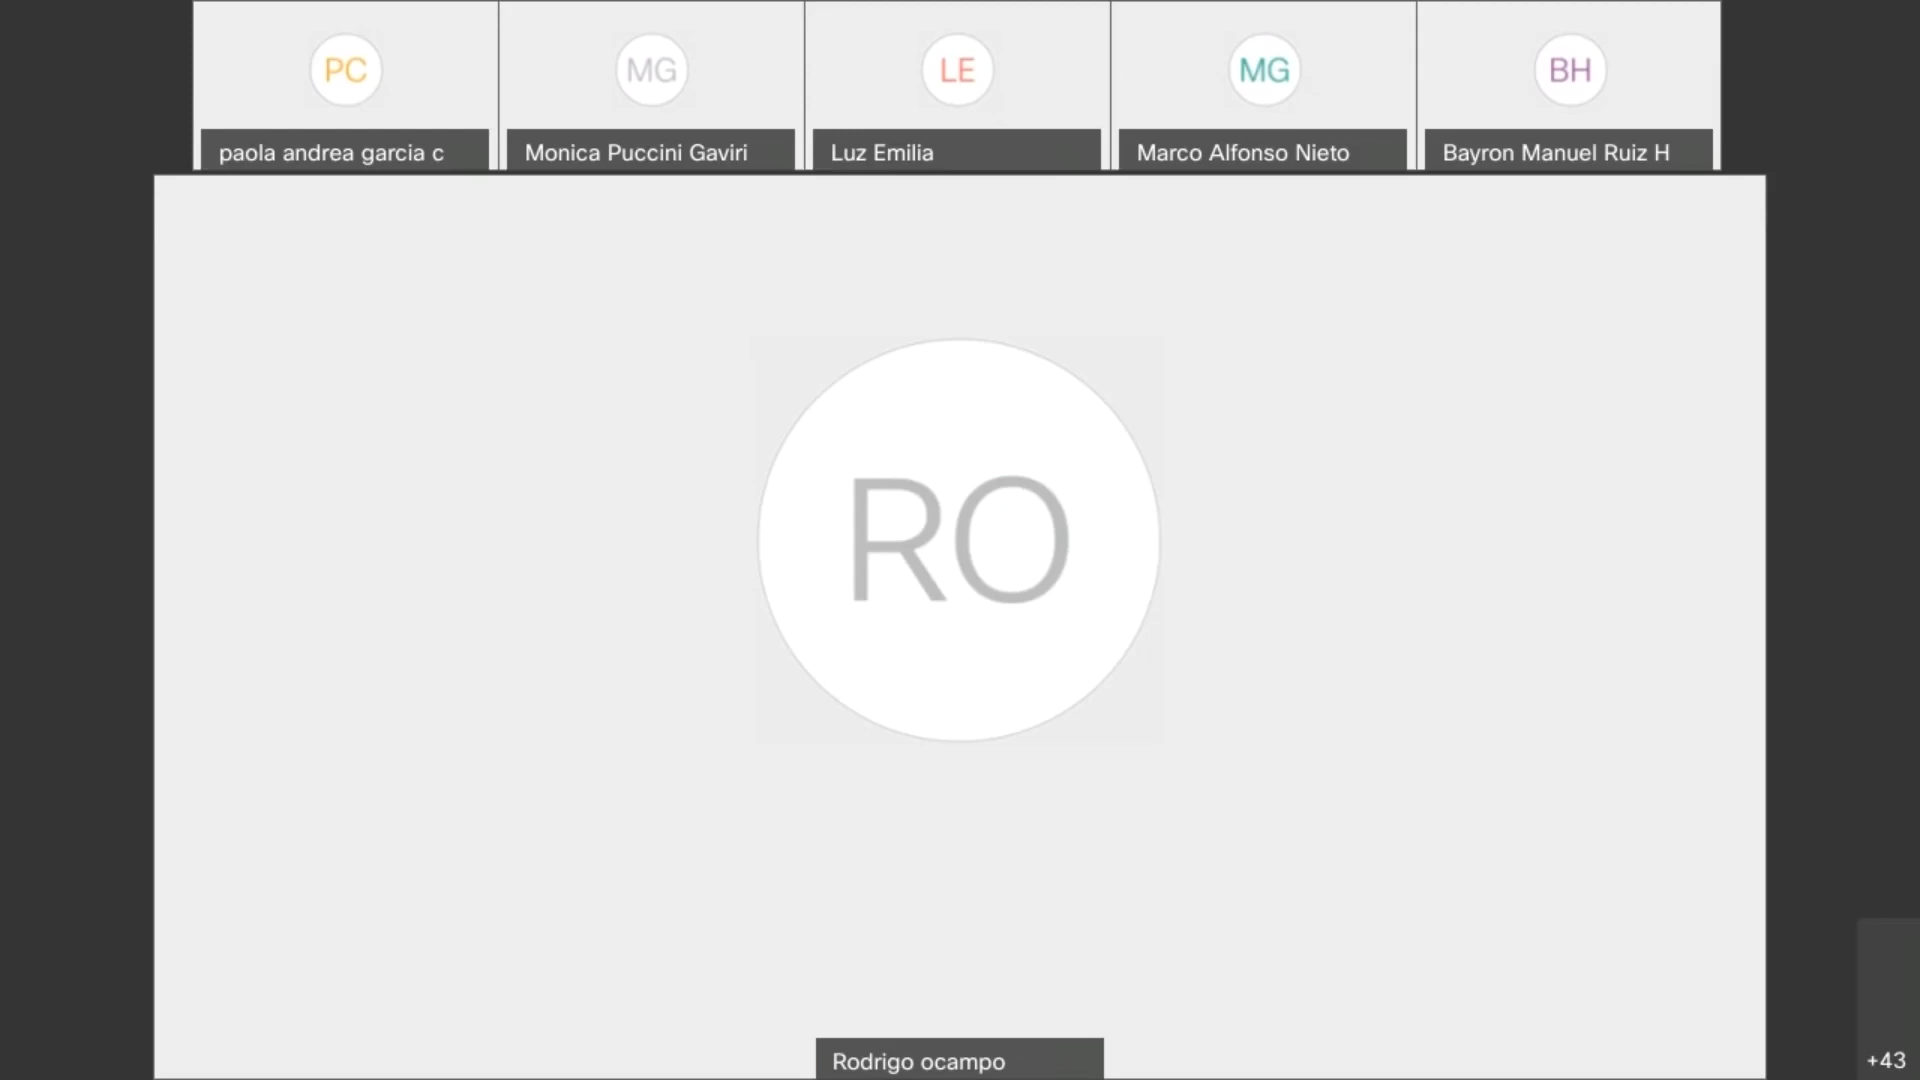 PC
MG
LE
MG
BH
paola andrea garcia c
Monica Puccini Gaviri
Luz Emilia
Marco Alfonso Nieto
Bayron Manuel Ruiz H
RO
Rodrigo ocampo
+43